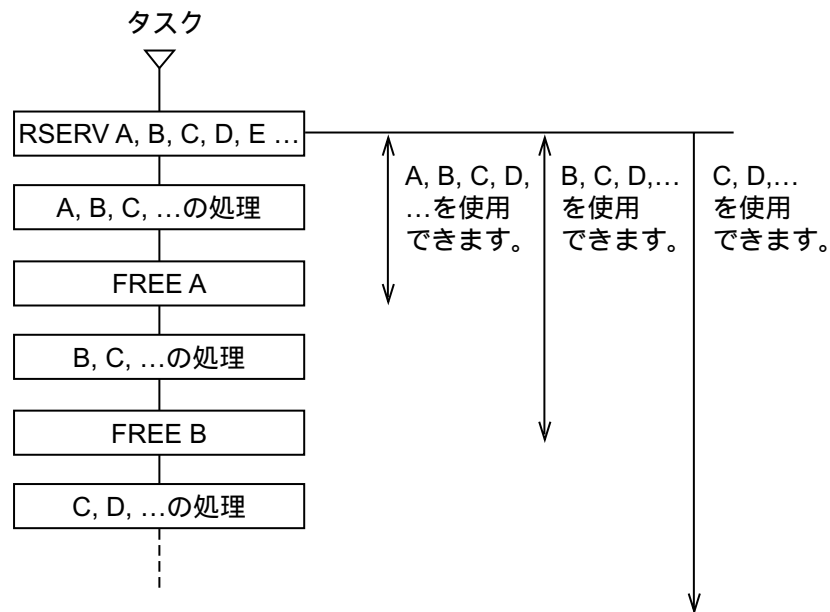 タスク
RSERV A, B, C, D, E …
A, B, C, …の処理
FREE A
B, C, …の処理
FREE B
C, D, …の処理
A, B, C, D,
…を使用
できます。
B, C, D,…
を使用
できます。
C, D,…
を使用
できます。